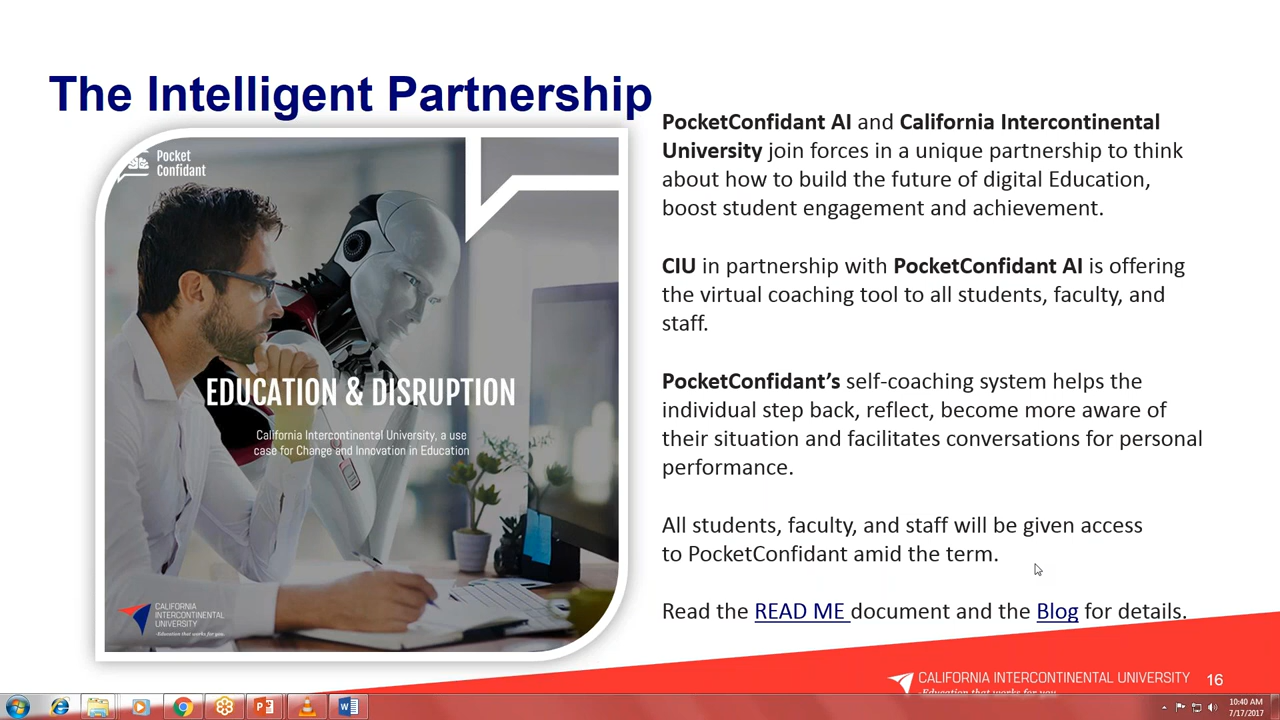 The Intelligent Partnership
Pocket
Confidant
EDUCATION & DISRUPTION
California Intercontinental University, a use
case for Change and Innovation in Education
CALIFORNIA
INTERCONTINENTAL
UNIVERSITY
-Education that works for you.
PocketConfidant AI and California Intercontinental
University join forces in a unique partnership to think
about how to build the future of digital Education,
boost student engagement and achievement.
CIU in partnership with PocketConfidant AI is offering
the virtual coaching tool to all students, faculty, and
staff.
PocketConfidant’s self-coaching system helps the
individual step back, reflect, become more aware of
their situation and facilitates conversations for personal
performance.
All students, faculty, and staff will be given access
to PocketConfidant amid the term.
Read the READ ME document and the Blog for details.
CALIFORNIA INTERCONTINENTAL UNIVERSITY
-Education that works for you
16
10:40 AM
7/17/2017